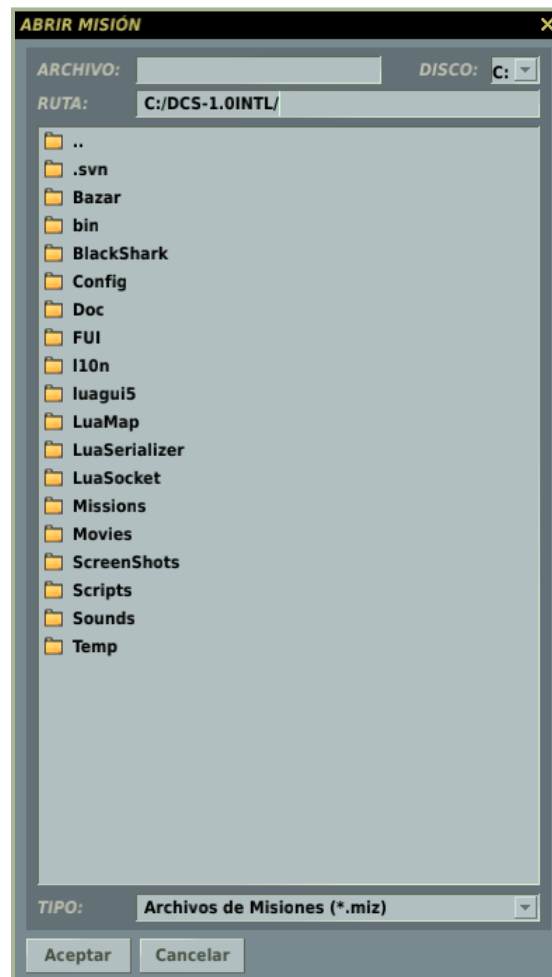 ABRIR MISIÓN
ARCHIVO: DISCO: C:
RUTA: C:/DCS-1.0INTL/
..
.svn
Bazar
bin
BlackShark
Config
Doc
FUI
l10n
luagui5
LuaMap
LuaSerializer
LuaSocket
Missions
Movies
ScreenShots
Scripts
Sounds
Temp
TIPO: Archivos de Misiones (*.miz)
Aceptar Cancelar